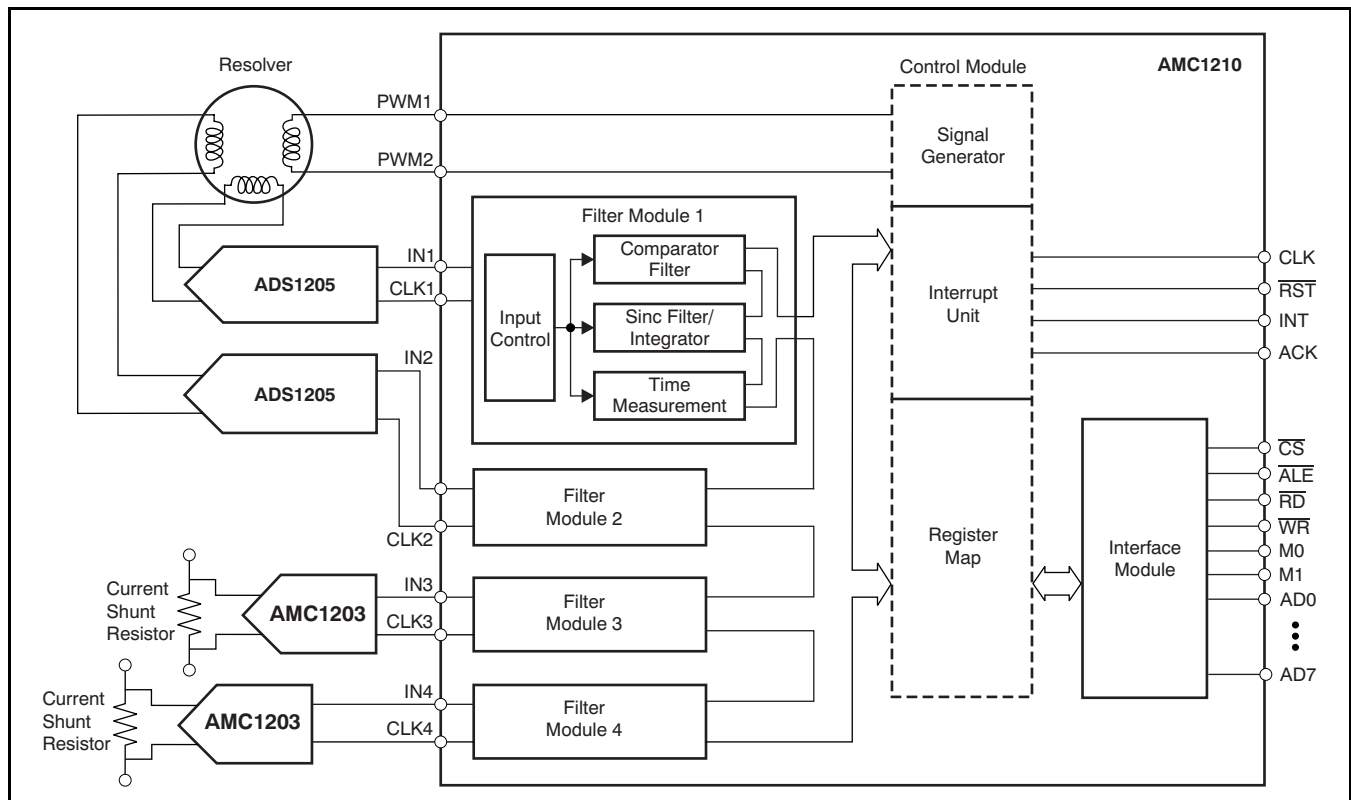 Resolver
Control Module
AMC1210
PWM1
PWM2
Signal
Generator
Filter Module 1
Comparator
Filter
Input
Control
Sinc Filter/
Integrator
Time
Measurement
IN1
CLK1
ADS1205
Interrupt
Unit
CLK
RST
INT
ACK
IN2
ADS1205
CLK2
Filter
Module 2
Register
Map
Interface
Module
CS
ALE
RD
WR
M0
M1
AD0
AD7
Current
Shunt
Resistor
AMC1203
IN3
CLK3
Filter
Module 3
Current
Shunt
Resistor
AMC1203
IN4
CLK4
Filter
Module 4